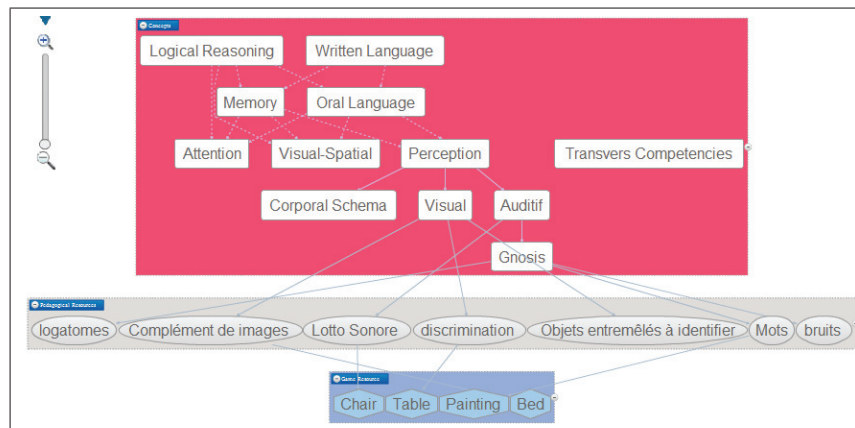 Concepts
Logical Reasoning Written Language
Memory Oral Language
Attention Visual-Spatial Perception Transvers Competencies
Corporal Schema Visual Auditif
Gnosis
Pedagogical Resources
logatomes Complément de images Lotto Sonore discrimination Objets entremêlés à identifier Mots bruits
Game Resource
Chair Table Painting Bed